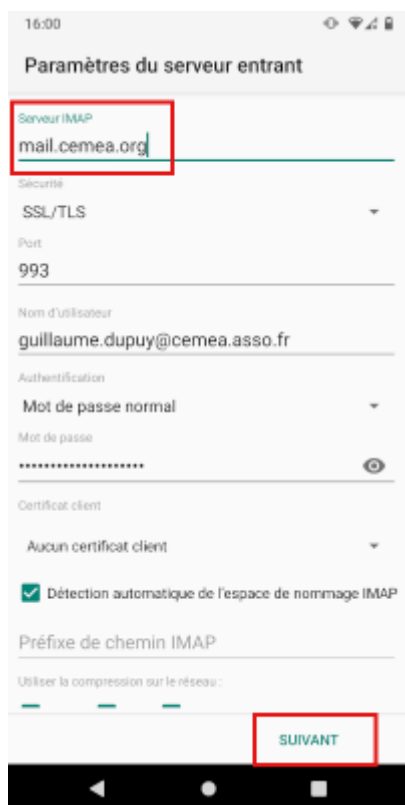 16:00
Paramètres du serveur entrant
Serveur IMAP
mail.cemea.org
Sécurité
SSL/TLS
Port
993
Nom d'utilisateur
guillaume.dupuy@cemea.asso.fr
Authentification
Mot de passe normal
Mot de passe
••••••••••••••••••••
Certificat client
Aucun certificat client
Détection automatique de l'espace de nommage IMAP
Préfixe de chemin IMAP
Utiliser la compression sur le réseau :
SUIVANT